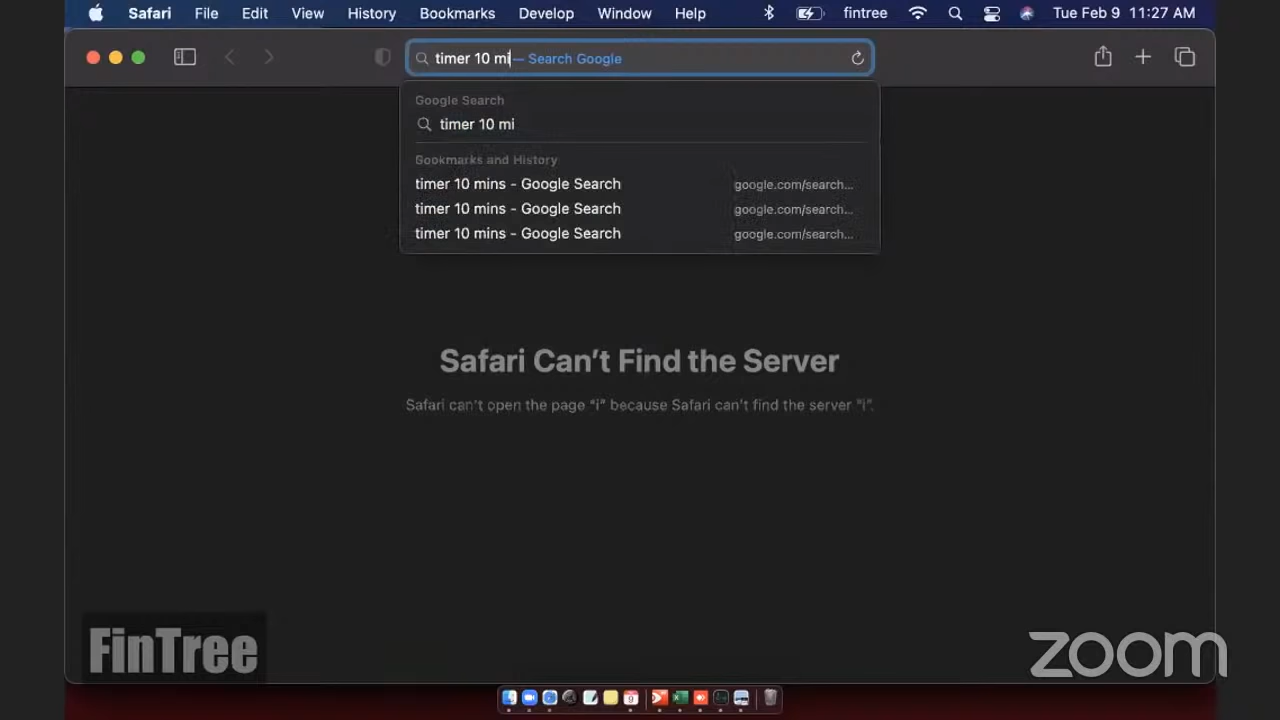 Safari File Edit View History Bookmarks Develop Window Help fintree Tue Feb 9 11:27 AM
timer 10 mi — Search Google
Google Search
timer 10 mi
Bookmarks and History
timer 10 mins - Google Search google.com/search...
timer 10 mins - Google Search google.com/search...
timer 10 mins - Google Search google.com/search...
Safari Can't Find the Server
Safari can't open the page "i" because Safari can't find the server "i".
FinTree
zoom
9